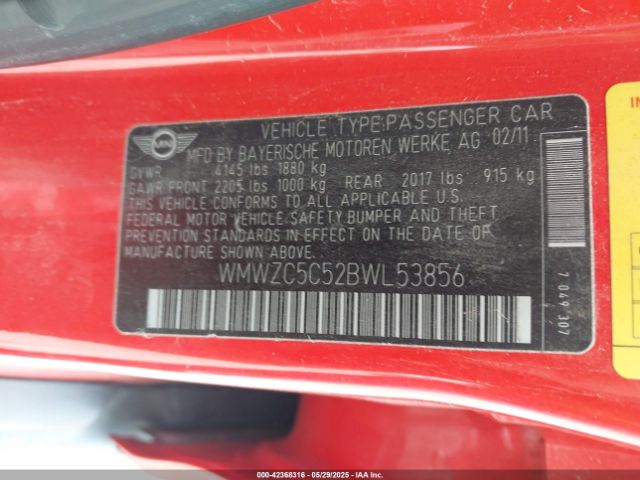 MINI
VEHICLE TYPE:PASSENGER CAR
MFD BY BAYERISCHE MOTOREN WERKE AG 02/11
GVWR 4145 lbs 1880 kg
GAWR FRONT 2205 lbs 1000 kg REAR 2017 lbs 915 kg
THIS VEHICLE CONFORMS TO ALL APPLICABLE U.S.
FEDERAL MOTOR VEHICLE SAFETY BUMPER AND THEFT
PREVENTION STANDARDS IN EFFECT ON THE DATE OF
MANUFACTURE SHOWN ABOVE.
WMWZC5C52BWL53856
7 049 307
IN
000-42368316 - 05/29/2025 - IAA Inc.